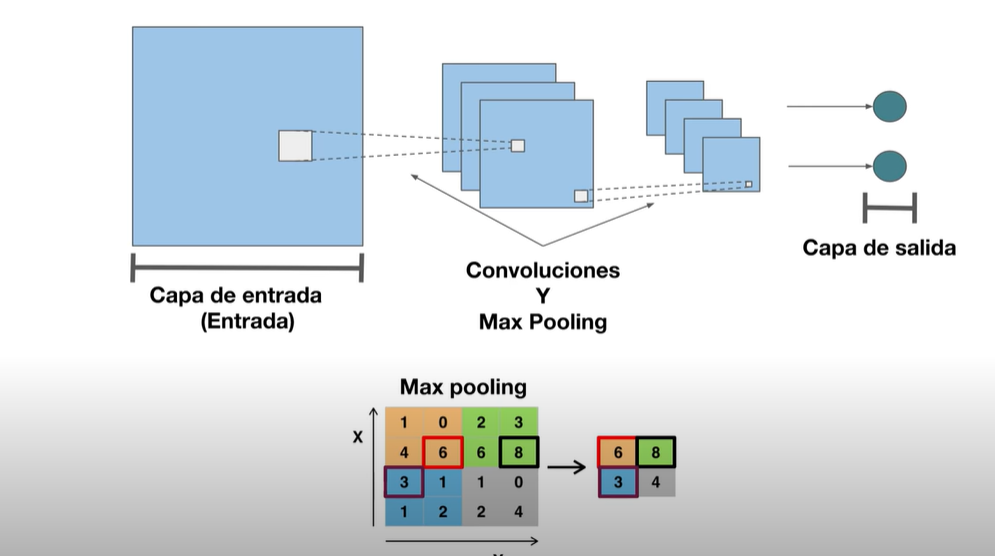 Capa de entrada
(Entrada)
Convoluciones
Y
Max Pooling
Capa de salida
Max pooling
X
1 0 2 3
4 6 6 8
3 1 1 0
1 2 2 4
6 8
3 4